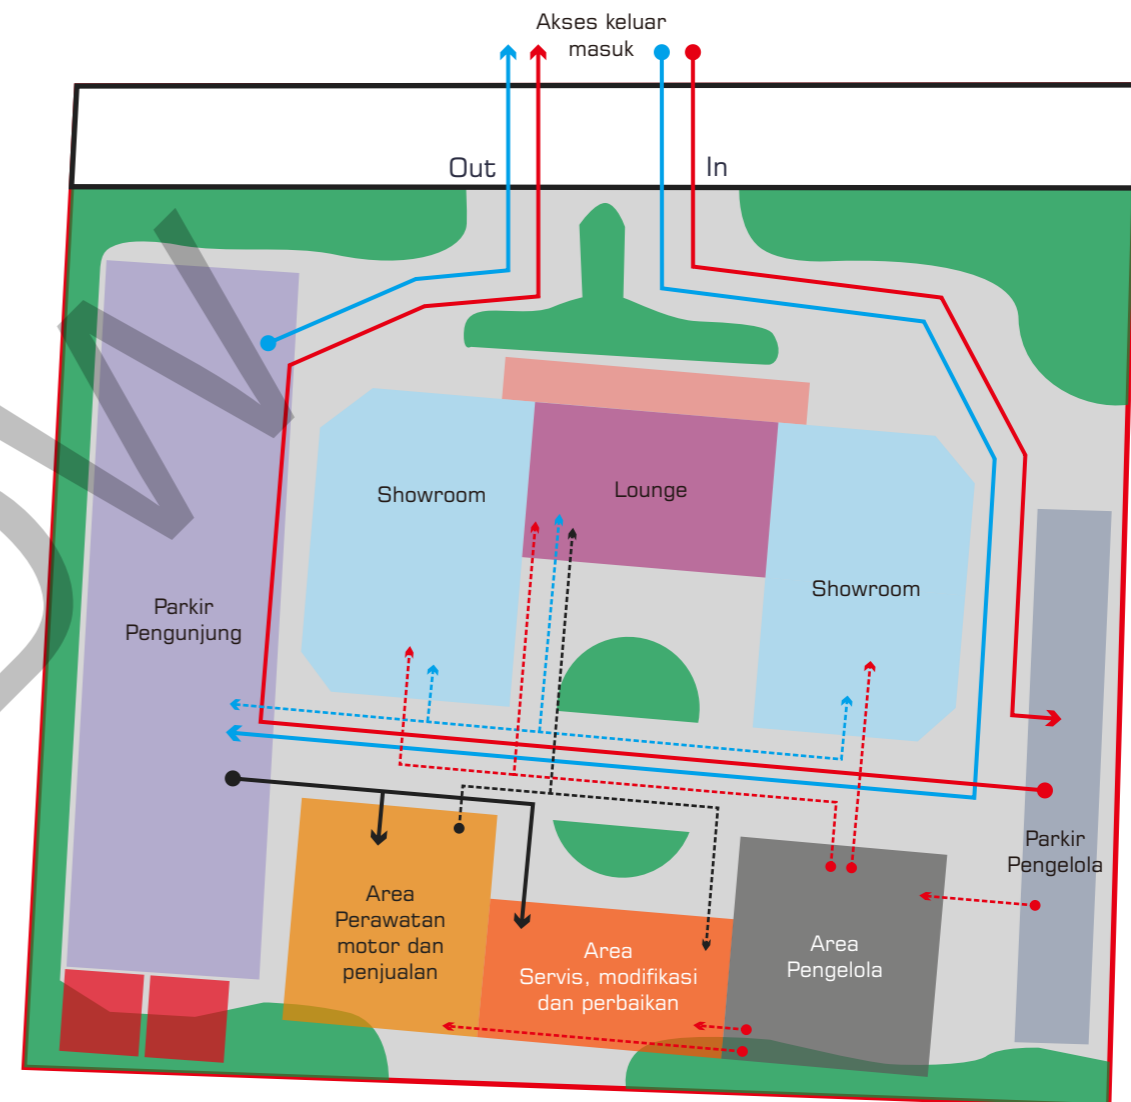 Akses keluar
masuk
Out
In
Showroom
Lounge
Showroom
Parkir
Pengunjung
Parkir
Pengelola
Area
Perawatan
motor dan
penjualan
Area
Servis, modifikasi
dan perbaikan
Area
Pengelola